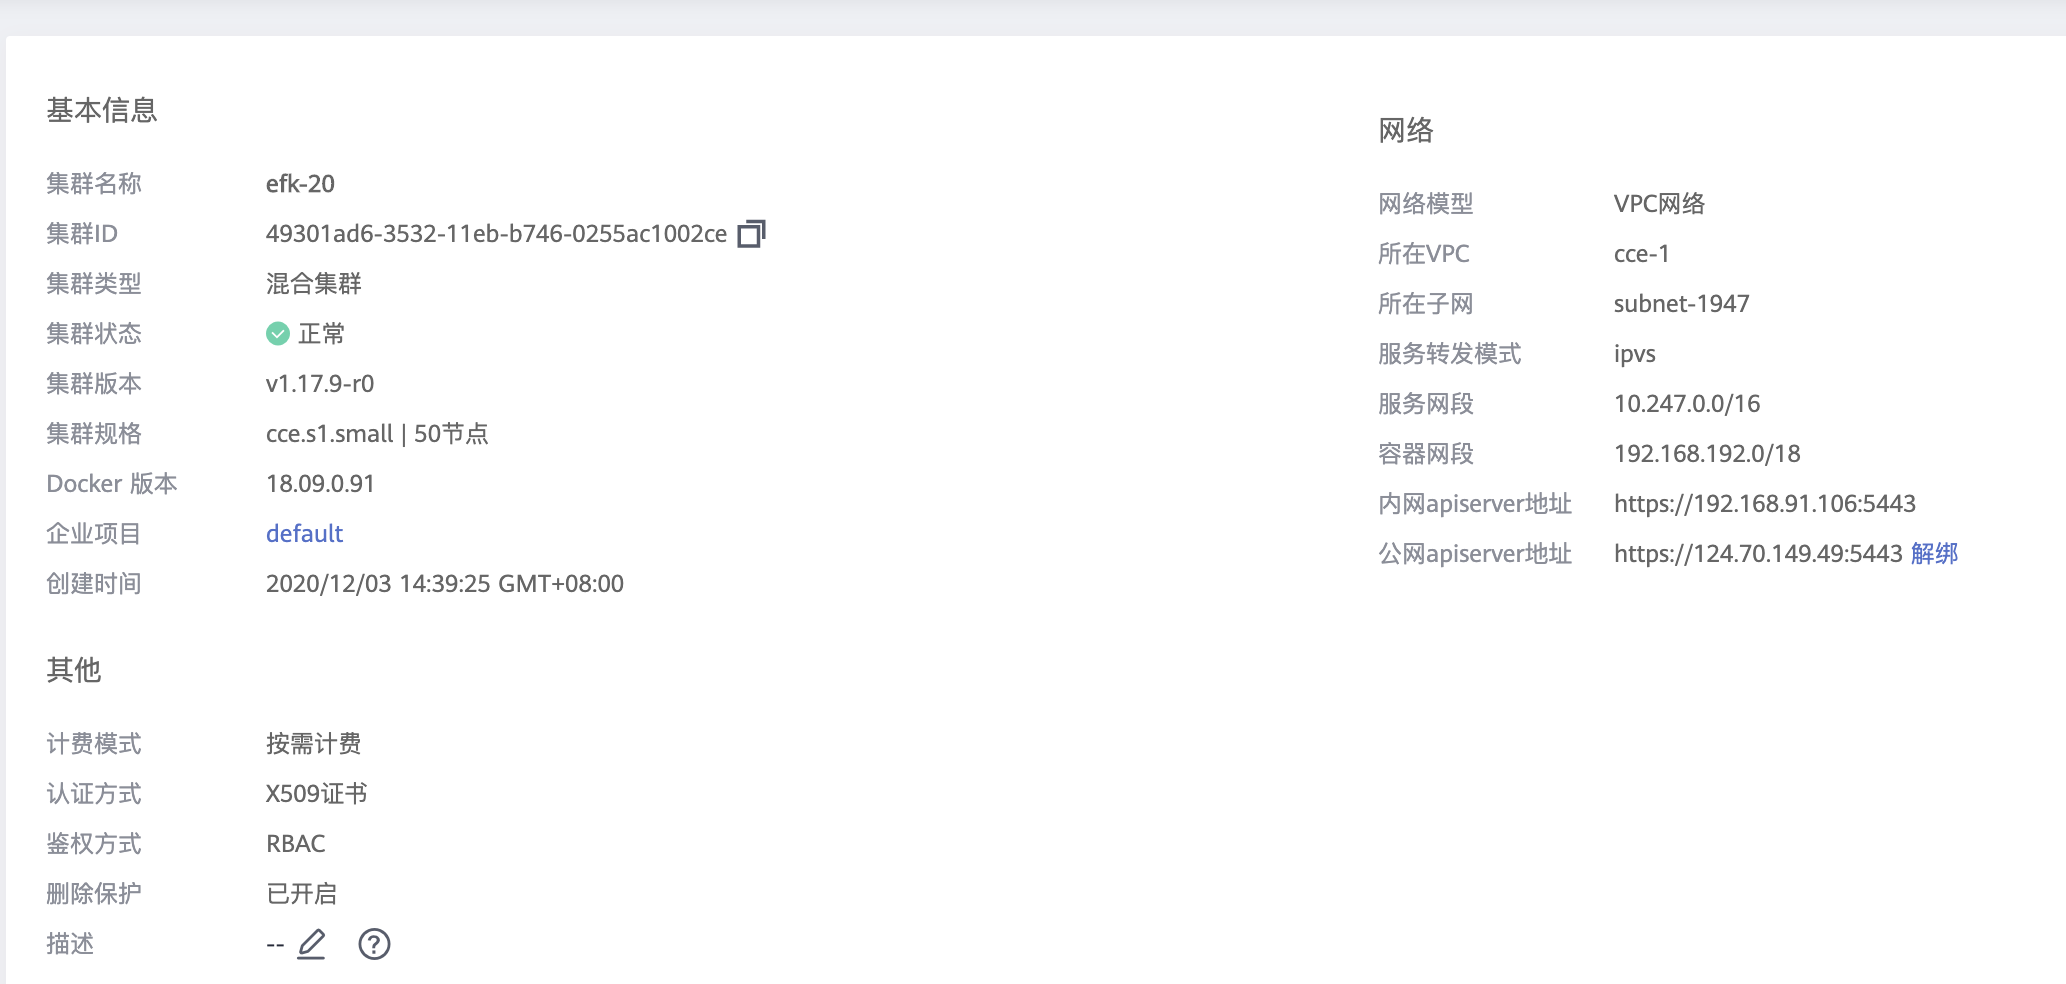 基本信息
集群名称 efk-20
集群ID 49301ad6-3532-11eb-b746-0255ac1002ce
集群类型 混合集群
集群状态 正常
集群版本 v1.17.9-r0
集群规格 cce.s1.small | 50节点
Docker 版本 18.09.0.91
企业项目 default
创建时间 2020/12/03 14:39:25 GMT+08:00
其他
计费模式 按需计费
认证方式 X509证书
鉴权方式 RBAC
删除保护 已开启
描述 --
网络
网络模型 VPC网络
所在VPC cce-1
所在子网 subnet-1947
服务转发模式 ipvs
服务网段 10.247.0.0/16
容器网段 192.168.192.0/18
内网apiserver地址 https://192.168.91.106:5443
公网apiserver地址 https://124.70.149.49:5443 解绑